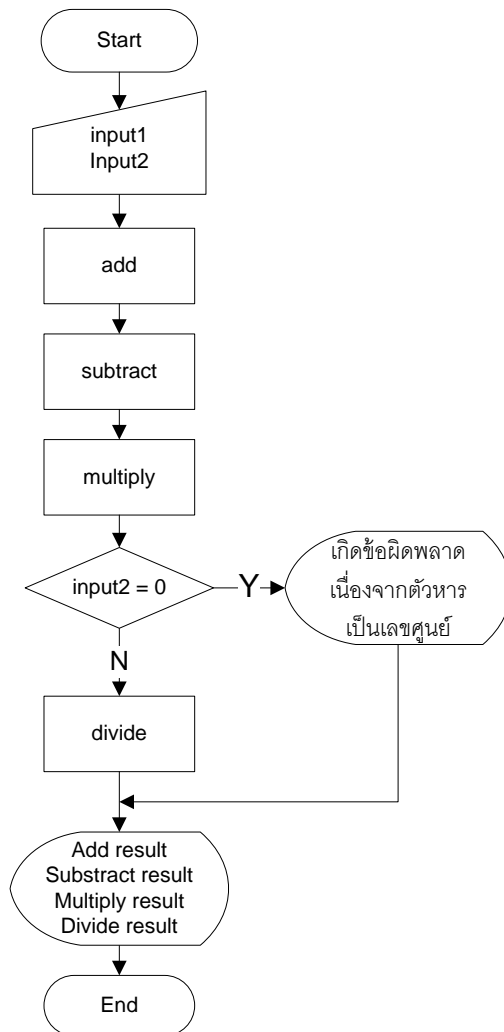 Start
input1
Input2
add
subtract
multiply
input2 = 0
Y
เกิดข้อผิดพลาด
เนื่องจากตัวหาร
เป็นเลขศูนย์
N
divide
Add result
Substract result
Multiply result
Divide result
End